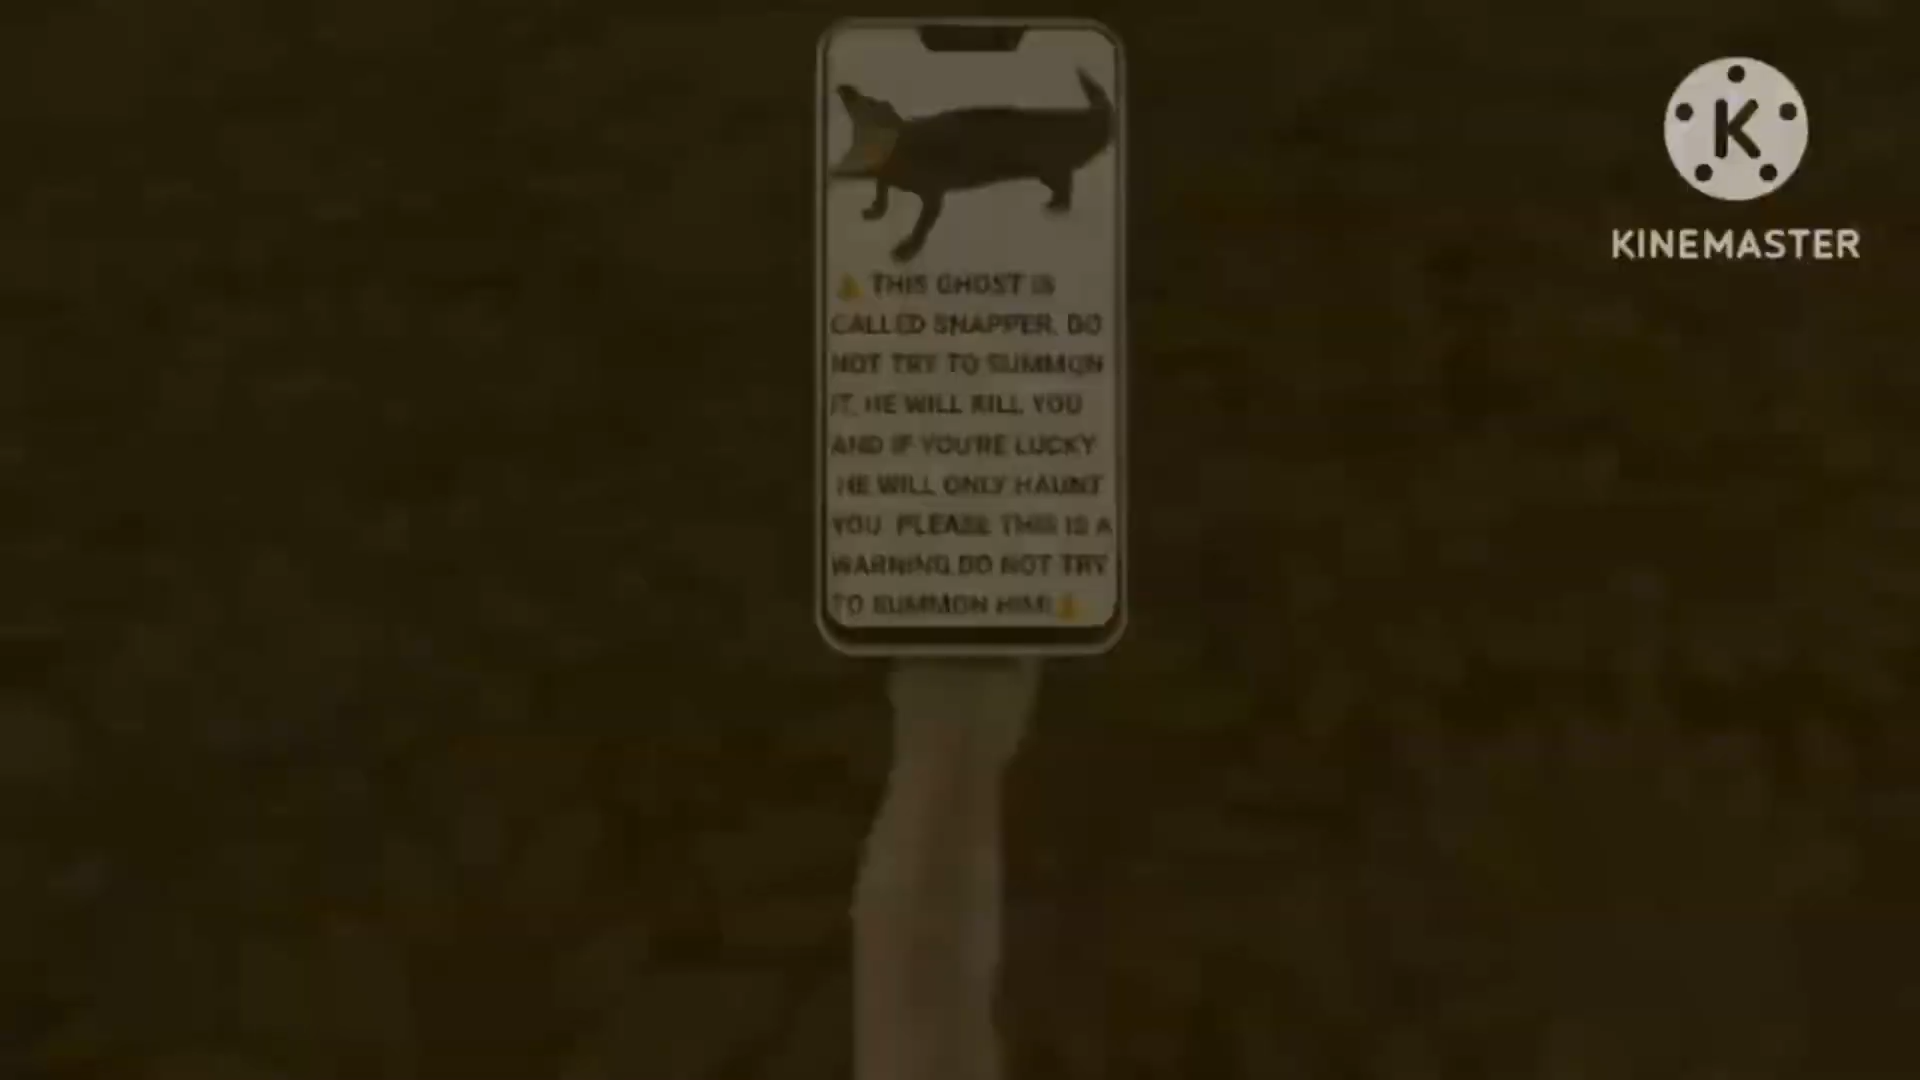 ⚠️ THIS GHOST IS
CALLED SNAPPER. DO
NOT TRY TO SUMMON
IT, HE WILL KILL YOU
AND IF YOU'RE LUCKY
HE WILL ONLY HAUNT
YOU. PLEASE THIS IS A
WARNING DO NOT TRY
TO SUMMON HIM!⚠️
K
KINEMASTER